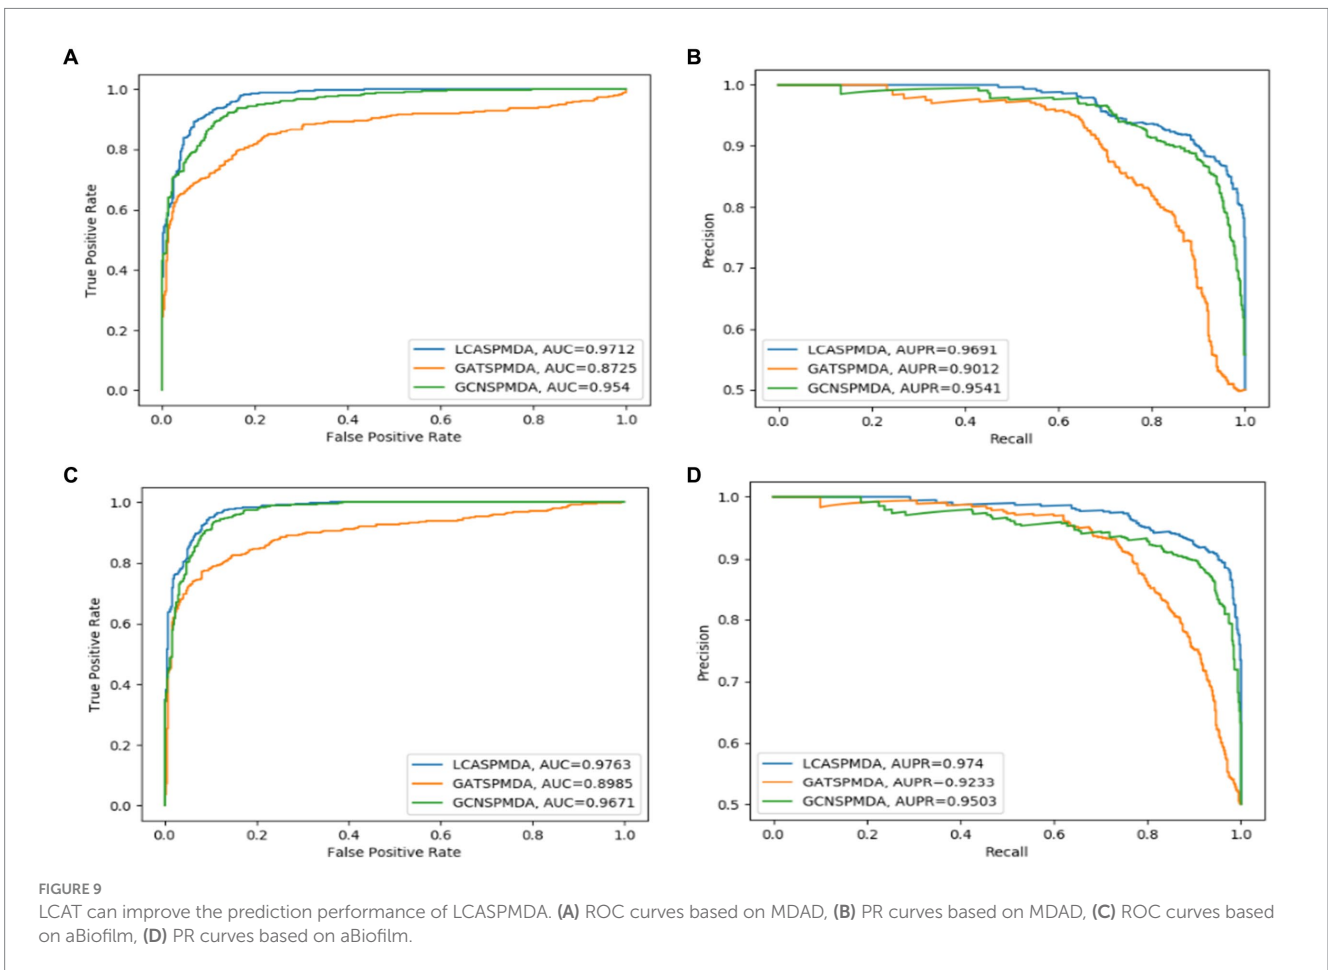 A
1.0
0.8
0.6
0.4
0.2
0.0
True Positive Rate
LCASPMDA, AUC=0.9712
GATSPMDA, AUC=0.8725
GCNSPMDA, AUC=0.954
0.0 0.2 0.4 0.6 0.8 1.0
False Positive Rate
B
1.0
0.9
0.8
0.7
0.6
0.5
Precision
LCASPMDA, AUPR=0.9691
GATSPMDA, AUPR=0.9012
GCNSPMDA, AUPR=0.9541
0.0 0.2 0.4 0.6 0.8 1.0
Recall
C
1.0
0.8
0.6
0.4
0.2
0.0
True Positive Rate
LCASPMDA, AUC=0.9763
GATSPMDA, AUC=0.8985
GCNSPMDA, AUC=0.9671
0.0 0.2 0.4 0.6 0.8 1.0
False Positive Rate
D
1.0
0.9
0.8
0.7
0.6
0.5
Precision
LCASPMDA, AUPR=0.974
GATSPMDA, AUPR=0.9233
GCNSPMDA, AUPR=0.9503
0.0 0.2 0.4 0.6 0.8 1.0
Recall
FIGURE 9
LCAT can improve the prediction performance of LCASPMDA. (A) ROC curves based on MDAD, (B) PR curves based on MDAD, (C) ROC curves based
on aBiofilm, (D) PR curves based on aBiofilm.